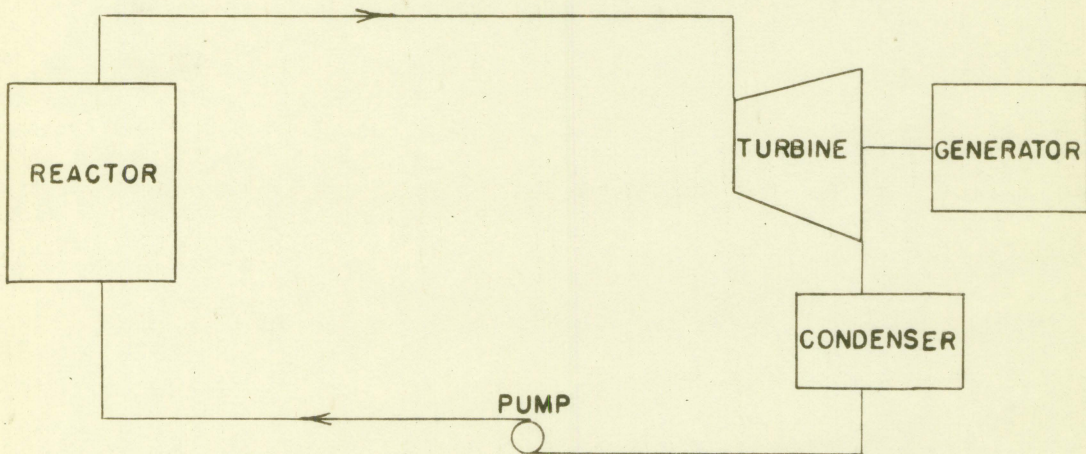 REACTOR
TURBINE
GENERATOR
CONDENSER
PUMP